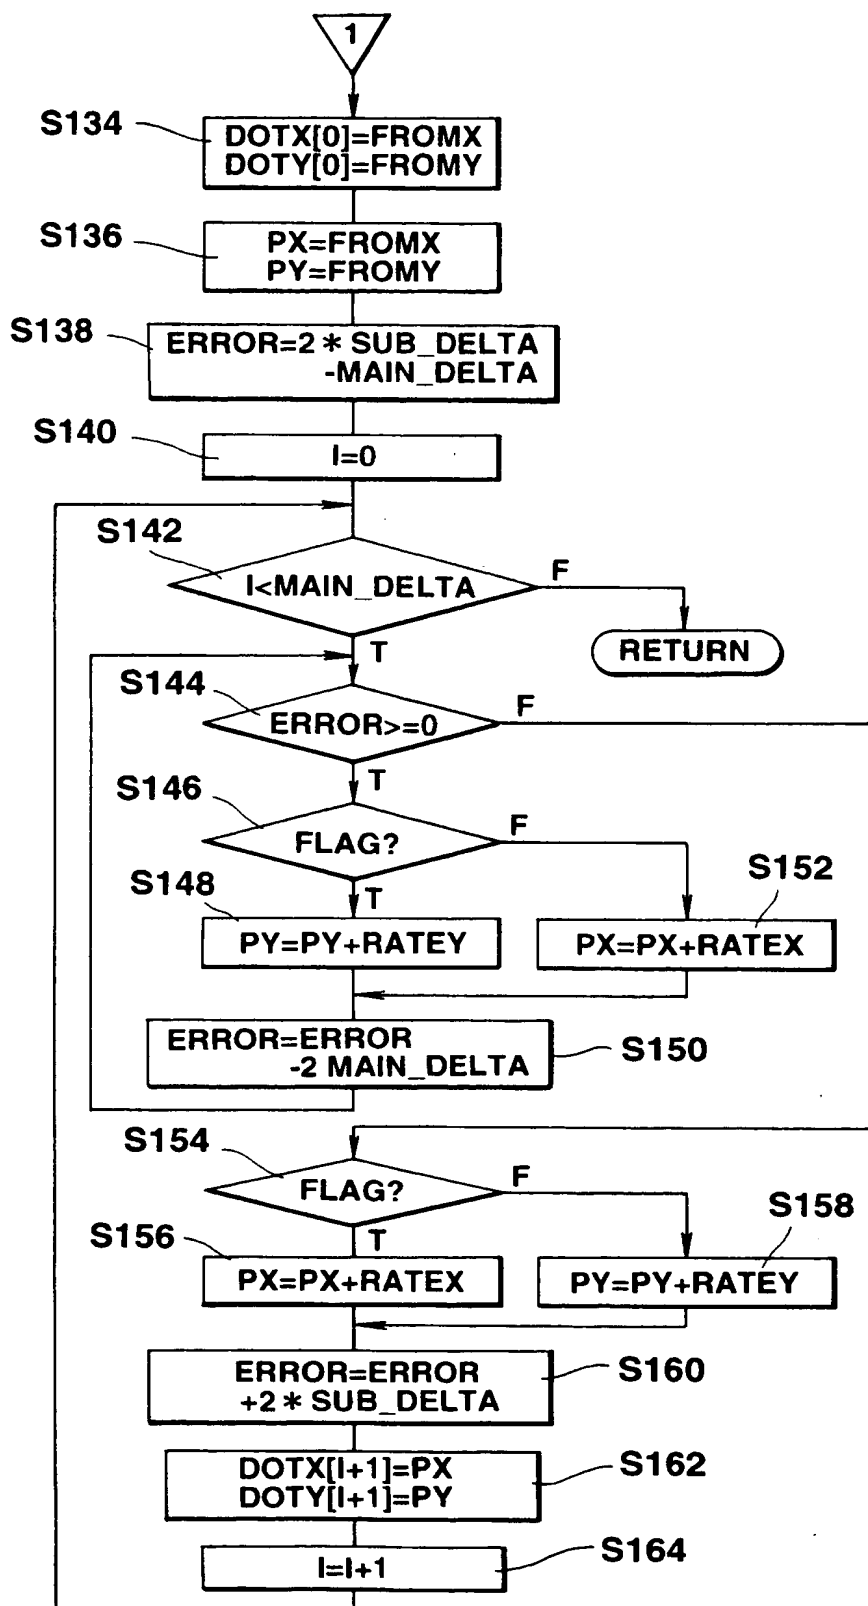 1
S134
DOTX[0]=FROMX
DOTY[0]=FROMY
S136
PX=FROMX
PY=FROMY
S138
ERROR=2 * SUB_DELTA
-MAIN_DELTA
S140
I=0
S142
I<MAIN_DELTA
F
RETURN
T
S144
ERROR>=0
F
T
S146
FLAG?
F
T
S148
PY=PY+RATEY
S152
PX=PX+RATEX
ERROR=ERROR
-2 MAIN_DELTA
S150
S154
FLAG?
F
T
S156
PX=PX+RATEX
S158
PY=PY+RATEY
ERROR=ERROR
+2 * SUB_DELTA
S160
DOTX[I+1]=PX
DOTY[I+1]=PY
S162
I=I+1
S164